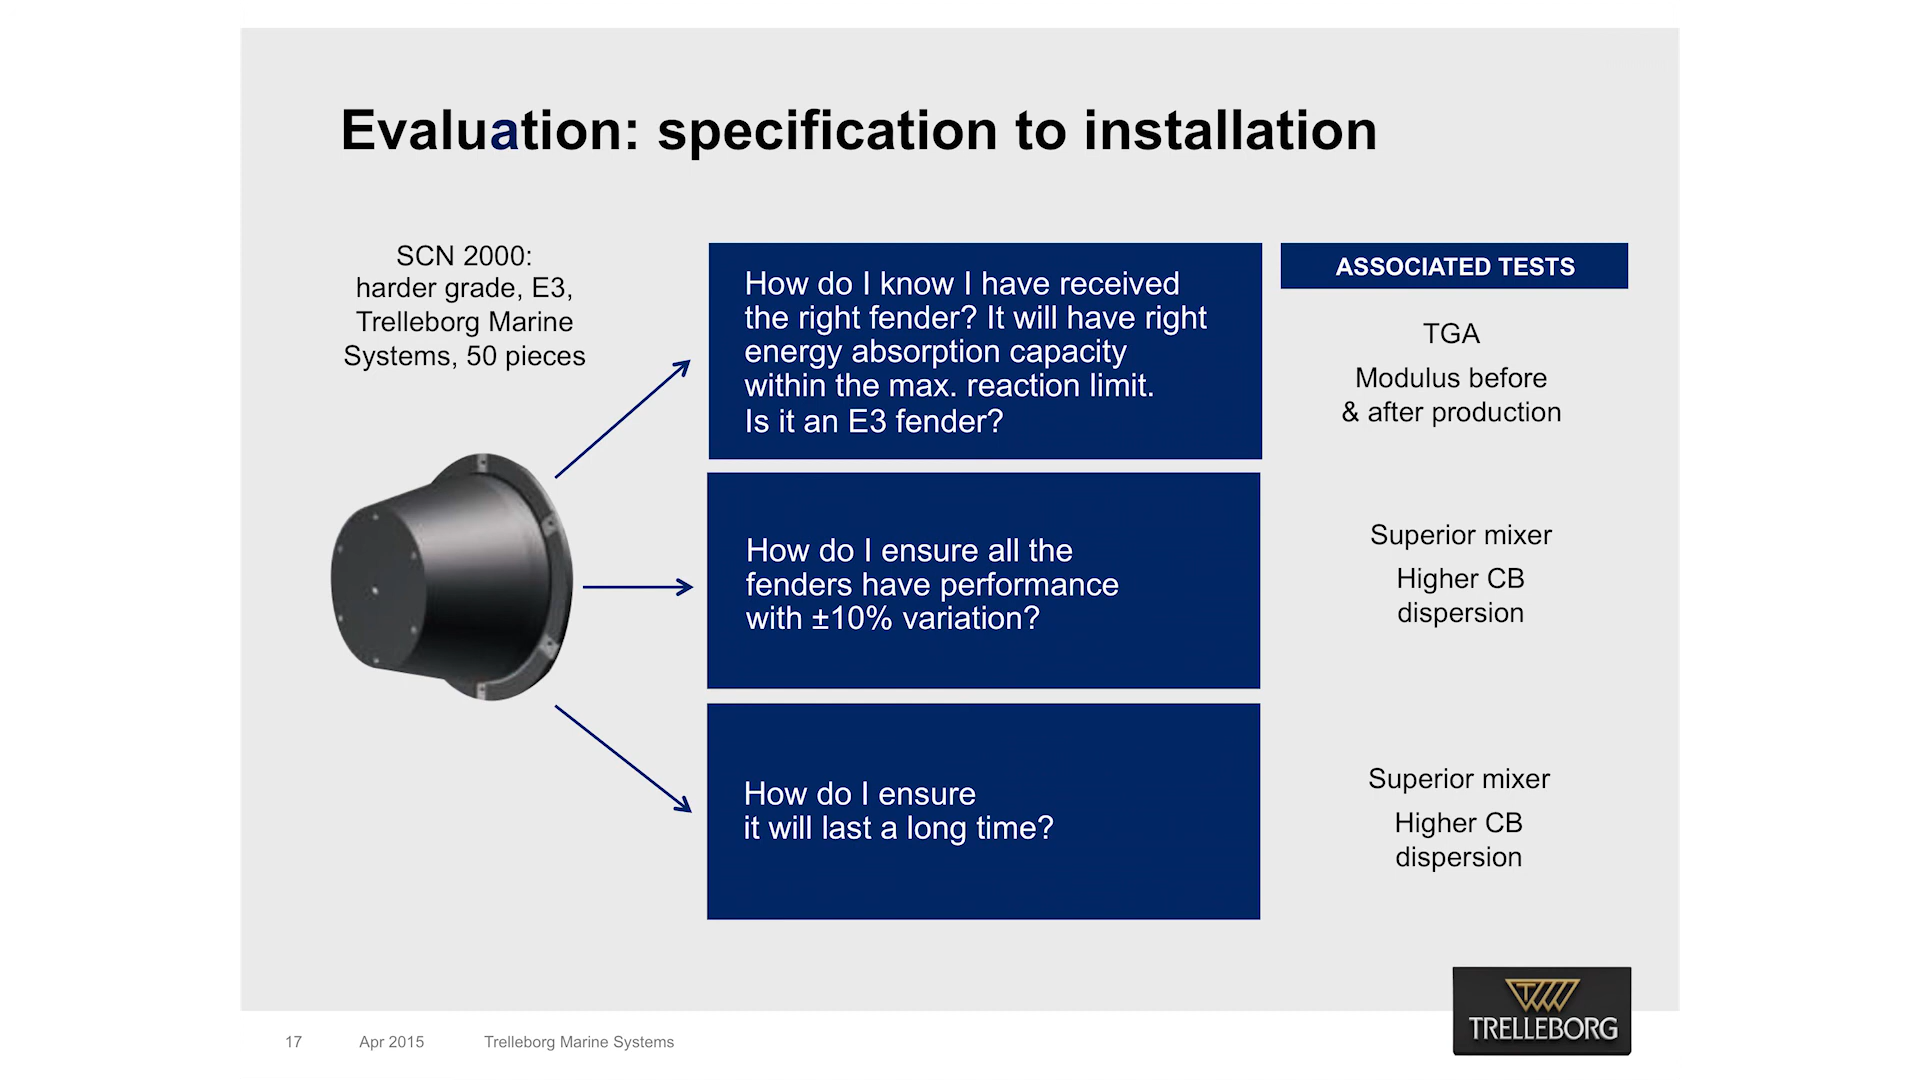 Evaluation: specification to installation
SCN 2000:
harder grade, E3,
Trelleborg Marine
Systems, 50 pieces
How do I know I have received
the right fender? It will have right
energy absorption capacity
within the max. reaction limit.
Is it an E3 fender?
ASSOCIATED TESTS
TGA
Modulus before
& after production
How do I ensure all the
fenders have performance
with ±10% variation?
Superior mixer
Higher CB
dispersion
How do I ensure
it will last a long time?
Superior mixer
Higher CB
dispersion
TRELLEBORG
17 Apr 2015 Trelleborg Marine Systems